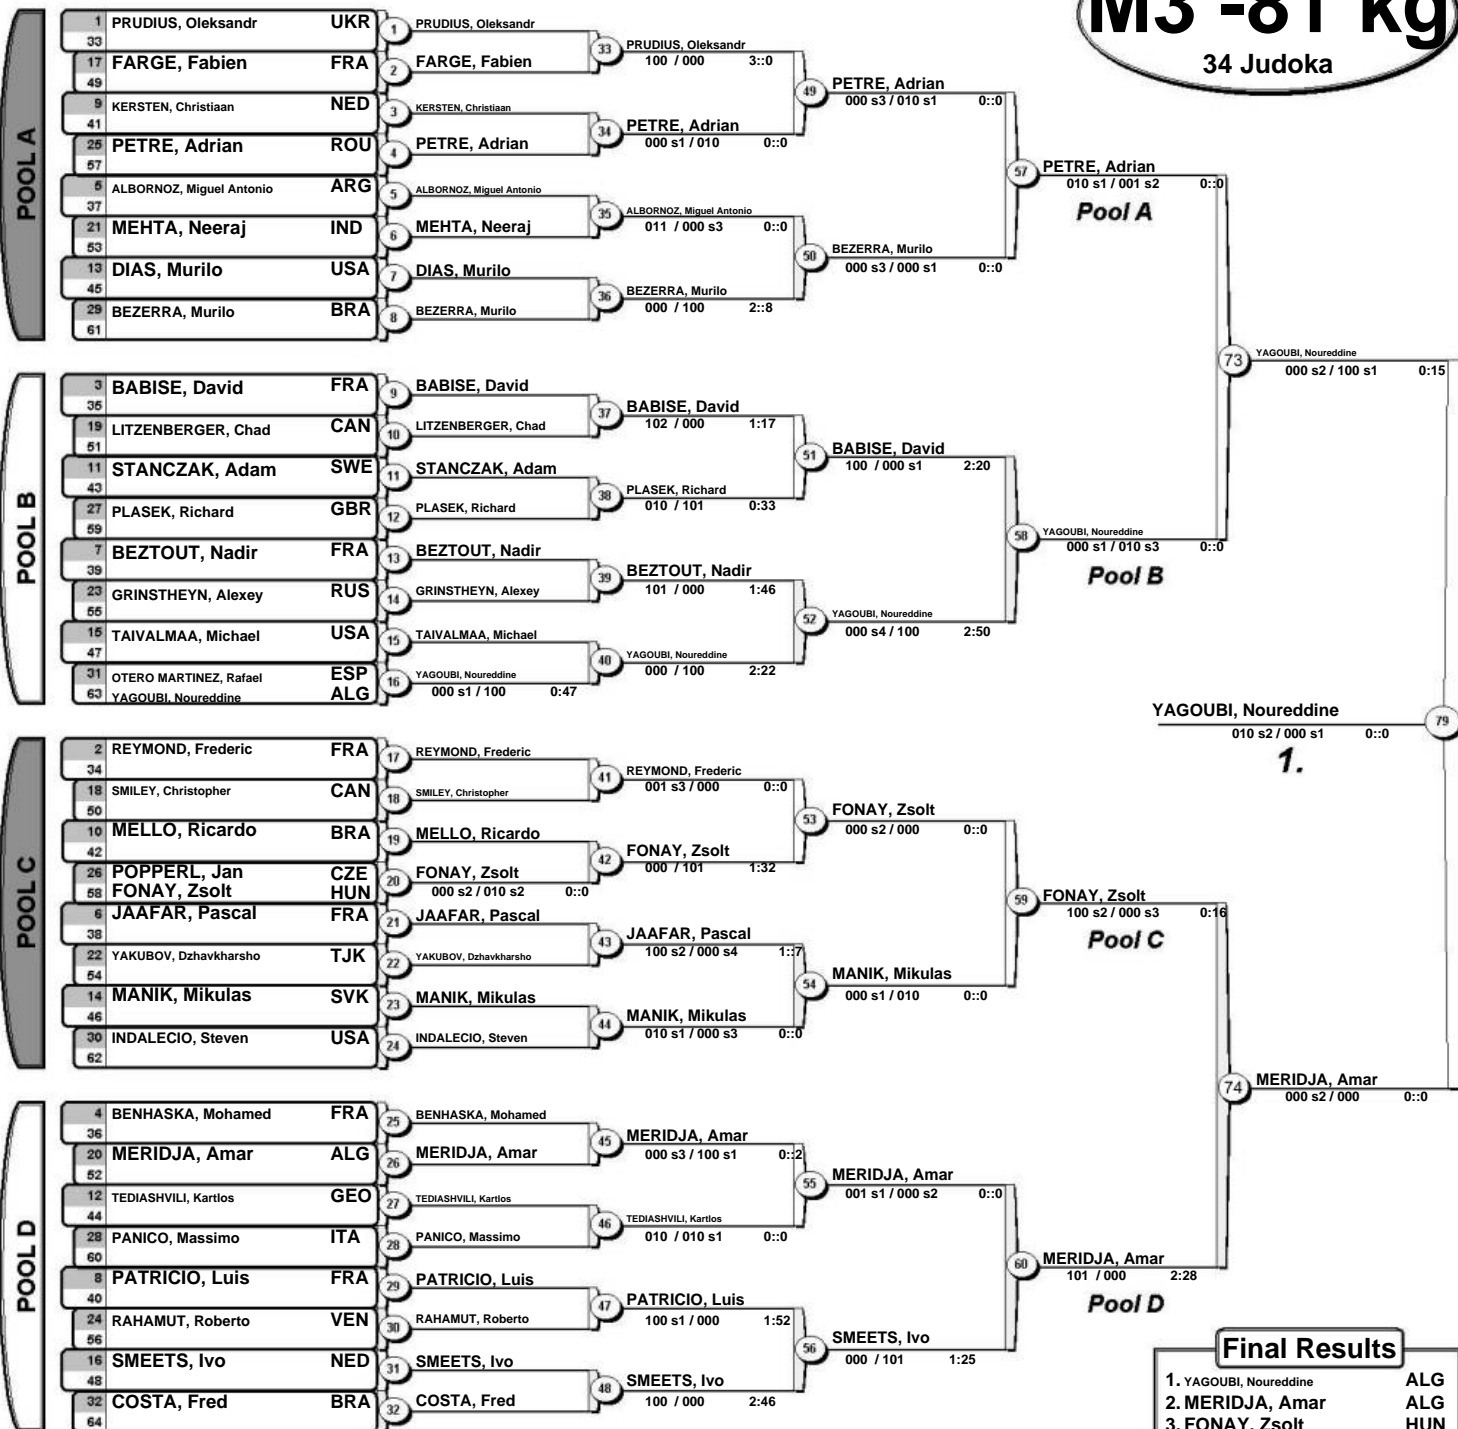 M3 -81 kg
34 Judoka
POOL A
1 PRUDIUS, Oleksandr UKR
33
17 FARGE, Fabien FRA
49
9 KERSTEN, Christiaan NED
41
25 PETRE, Adrian ROU
57
5 ALBORNOZ, Miguel Antonio ARG
37
21 MEHTA, Neeraj IND
53
13 DIAS, Murilo USA
45
29 BEZERRA, Murilo BRA
61
1 PRUDIUS, Oleksandr
2 FARGE, Fabien
3 KERSTEN, Christiaan
4 PETRE, Adrian
5 ALBORNOZ, Miguel Antonio
6 MEHTA, Neeraj
7 DIAS, Murilo
8 BEZERRA, Murilo
33 PRUDIUS, Oleksandr
100 / 000 3::0
34 PETRE, Adrian
000 s1 / 010 0::0
35 ALBORNOZ, Miguel Antonio
011 / 000 s3 0::0
36 BEZERRA, Murilo
000 / 100 2::8
49 PETRE, Adrian
000 s3 / 010 s1 0::0
50 BEZERRA, Murilo
000 s3 / 000 s1 0::0
57 PETRE, Adrian
010 s1 / 001 s2 0::0
Pool A
POOL B
3 BABISE, David FRA
35
19 LITZENBERGER, Chad CAN
51
11 STANCZAK, Adam SWE
43
27 PLASEK, Richard GBR
59
7 BEZTOUT, Nadir FRA
39
23 GRINSTHEYN, Alexey RUS
55
15 TAIVALMAA, Michael USA
47
31 OTERO MARTINEZ, Rafael ESP
63 YAGOUBI, Noureddine ALG
9 BABISE, David
10 LITZENBERGER, Chad
11 STANCZAK, Adam
12 PLASEK, Richard
13 BEZTOUT, Nadir
14 GRINSTHEYN, Alexey
15 TAIVALMAA, Michael
16 YAGOUBI, Noureddine
000 s1 / 100 0:47
37 BABISE, David
102 / 000 1:17
38 PLASEK, Richard
010 / 101 0:33
39 BEZTOUT, Nadir
101 / 000 1:46
40 YAGOUBI, Noureddine
000 / 100 2:22
51 BABISE, David
100 / 000 s1 2:20
52 YAGOUBI, Noureddine
000 s4 / 100 2:50
58 YAGOUBI, Noureddine
000 s1 / 010 s3 0::0
Pool B
73 YAGOUBI, Noureddine
000 s2 / 100 s1 0:15
YAGOUBI, Noureddine 79
010 s2 / 000 s1 0::0
1.
POOL C
2 REYMOND, Frederic FRA
34
18 SMILEY, Christopher CAN
50
10 MELLO, Ricardo BRA
42
26 POPPERL, Jan CZE
58 FONAY, Zsolt HUN
6 JAAFAR, Pascal FRA
38
22 YAKUBOV, Dzhavkharsho TJK
54
14 MANIK, Mikulas SVK
46
30 INDALECIO, Steven USA
62
17 REYMOND, Frederic
18 SMILEY, Christopher
19 MELLO, Ricardo
20 FONAY, Zsolt
000 s2 / 010 s2 0::0
21 JAAFAR, Pascal
22 YAKUBOV, Dzhavkharsho
23 MANIK, Mikulas
24 INDALECIO, Steven
41 REYMOND, Frederic
001 s3 / 000 0::0
42 FONAY, Zsolt
000 / 101 1:32
43 JAAFAR, Pascal
100 s2 / 000 s4 1::7
44 MANIK, Mikulas
010 s1 / 000 s3 0::0
53 FONAY, Zsolt
000 s2 / 000 0::0
54 MANIK, Mikulas
000 s1 / 010 0::0
59 FONAY, Zsolt
100 s2 / 000 s3 0:16
Pool C
74 MERIDJA, Amar
000 s2 / 000 0::0
POOL D
4 BENHASKA, Mohamed FRA
36
20 MERIDJA, Amar ALG
52
12 TEDIASHVILI, Kartlos GEO
44
28 PANICO, Massimo ITA
60
8 PATRICIO, Luis FRA
40
24 RAHAMUT, Roberto VEN
56
16 SMEETS, Ivo NED
48
32 COSTA, Fred BRA
64
25 BENHASKA, Mohamed
26 MERIDJA, Amar
27 TEDIASHVILI, Kartlos
28 PANICO, Massimo
29 PATRICIO, Luis
30 RAHAMUT, Roberto
31 SMEETS, Ivo
32 COSTA, Fred
45 MERIDJA, Amar
000 s3 / 100 s1 0::2
46 TEDIASHVILI, Kartlos
010 / 010 s1 0::0
47 PATRICIO, Luis
100 s1 / 000 1:52
48 SMEETS, Ivo
100 / 000 2:46
55 MERIDJA, Amar
001 s1 / 000 s2 0::0
56 SMEETS, Ivo
000 / 101 1:25
60 MERIDJA, Amar
101 / 000 2:28
Pool D
Final Results
1. YAGOUBI, Noureddine ALG
2. MERIDJA, Amar ALG
3. FONAY, Zsolt HUN